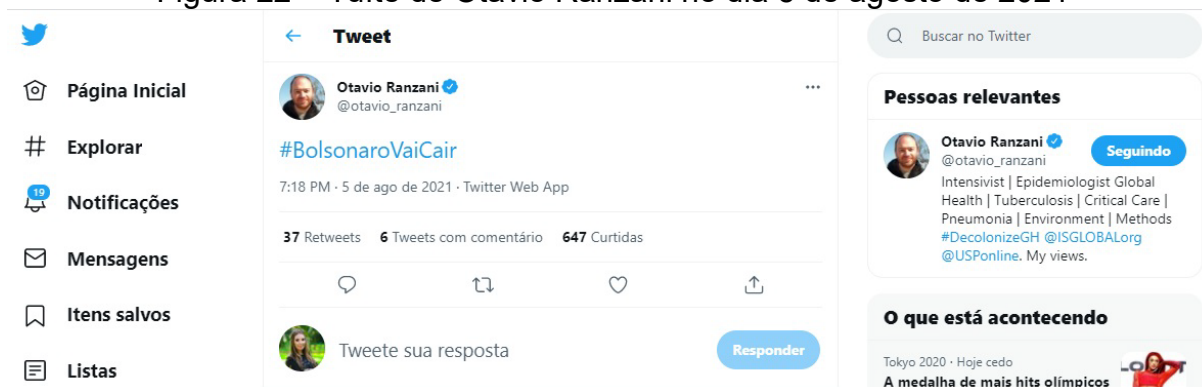 Tweet
Otavio Ranzani
@otavio_ranzani
#BolsonaroVaiCair
7:18 PM · 5 de ago de 2021 · Twitter Web App
37 Retweets 6 Tweets com comentário 647 Curtidas
Tweete sua resposta
Responder
Página Inicial
Explorar
19
Notificações
Mensagens
Itens salvos
Listas
Buscar no Twitter
Pessoas relevantes
Otavio Ranzani
@otavio_ranzani
Seguindo
Intensivist | Epidemiologist Global
Health | Tuberculosis | Critical Care |
Pneumonia | Environment | Methods
#DecolonizeGH @ISGLOBALorg
@USPonline. My views.
O que está acontecendo
Tokyo 2020 · Hoje cedo
A medalha de mais hits olímpicos